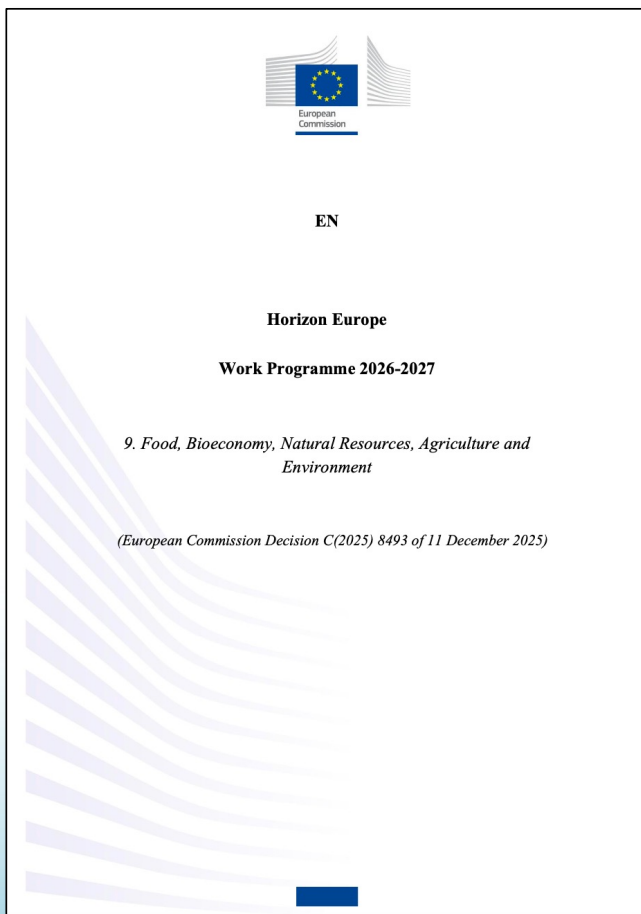 European
Commission
EN
Horizon Europe
Work Programme 2026-2027
9. Food, Bioeconomy, Natural Resources, Agriculture and
Environment
(European Commission Decision C(2025) 8493 of 11 December 2025)